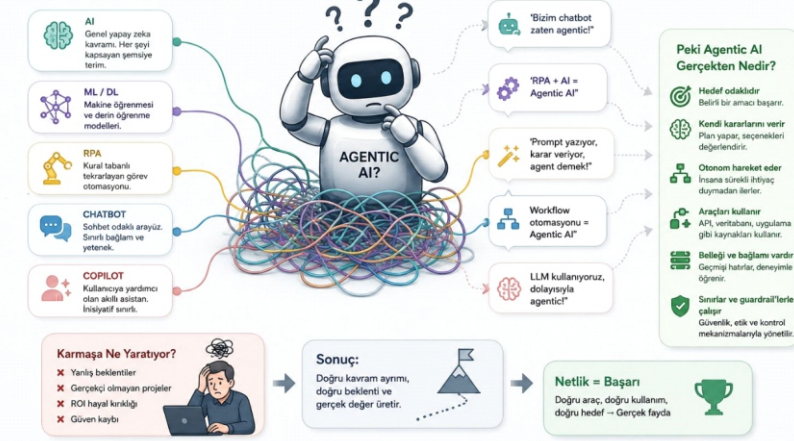 ? ? ?
AI
Genel yapay zeka
kavramı. Her şeyi
kapsayan şemsiye
terim.
ML / DL
Makine öğrenmesi
ve derin öğrenme
modelleri.
RPA
Kural tabanlı
tekrarlayan görev
otomasyonu.
CHATBOT
Sohbet odaklı arayüz.
Sınırlı bağlam ve
yetenek.
COPILOT
Kullanıcıya yardımcı
olan akıllı asistan.
İnisiyatif sınırlı.
AGENTIC
AI?
"Bizim chatbot
zaten agentic!"
"RPA + AI =
Agentic AI"
"Prompt yazıyor,
karar veriyor,
agent demek!"
Workflow
otomasyonu =
Agentic AI"
"LLM kullanıyoruz,
dolayısıyla
agentic!"
Peki Agentic AI
Gerçekten Nedir?
Hedef odaklıdır
Belirli bir amacı başarır.
Kendi kararlarını verir
Plan yapar, seçenekleri
değerlendirir.
Otonom hareket eder
İnsana sürekli ihtiyaç
duymadan ilerler.
Araçları kullanır
API, veritabanı, uygulama
gibi kaynakları kullanır.
Belleği ve bağlamı vardır
Geçmişi hatırlar, deneyimle
öğrenir.
Sınırlar ve guardrail'lerle
çalışır
Güvenlik, etik ve kontrol
mekanizmalarıyla yönetilir.
Karmaşa Ne Yaratıyor?
Yanlış beklentiler
Gerçekçi olmayan projeler
ROI hayal kırıklığı
Güven kaybı
Sonuç:
Doğru kavram ayrımı,
doğru beklenti ve
gerçek değer üretir.
Netlik = Başarı
Doğru araç, doğru kullanım,
doğru hedef → Gerçek fayda